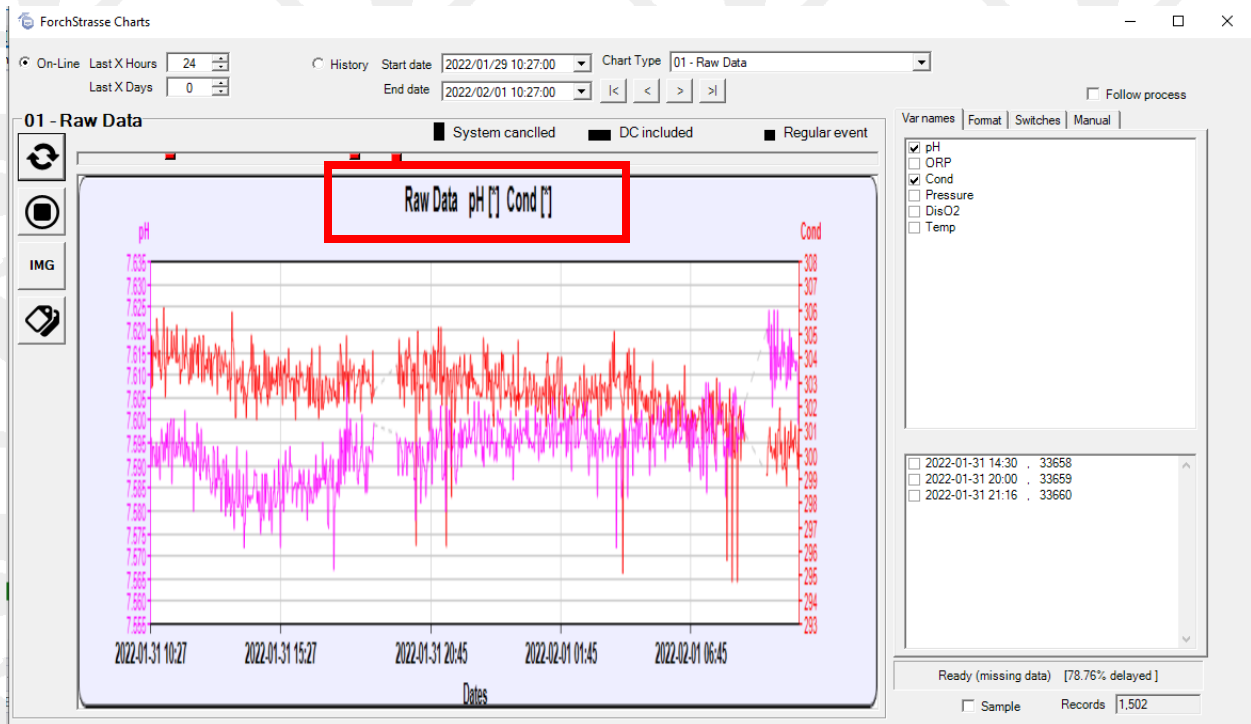 ForchStrasse Charts
On-Line Last X Hours 24
Last X Days 0
History Start date 2022/01/29 10:27:00
End date 2022/02/01 10:27:00
Chart Type 01 - Raw Data
|< < > >|
Follow process
01 - Raw Data
System canclled DC included Regular event
IMG
Raw Data pH [*] Cond [*]
pH
Cond
7.635
7.630
7.625
7.620
7.615
7.610
7.605
7.600
7.595
7.590
7.585
7.580
7.575
7.570
7.565
7.560
7.555
308
307
306
305
304
303
302
301
300
299
298
297
296
295
294
293
2022-01-31 10:27 2022-01-31 15:27 2022-01-31 20:45 2022-02-01 01:45 2022-02-01 06:45
Dates
Var names Format Switches Manual
pH
ORP
Cond
Pressure
DisO2
Temp
2022-01-31 14:30 , 33658
2022-01-31 20:00 , 33659
2022-01-31 21:16 , 33660
Ready (missing data) [78.76% delayed ]
Sample Records 1,502